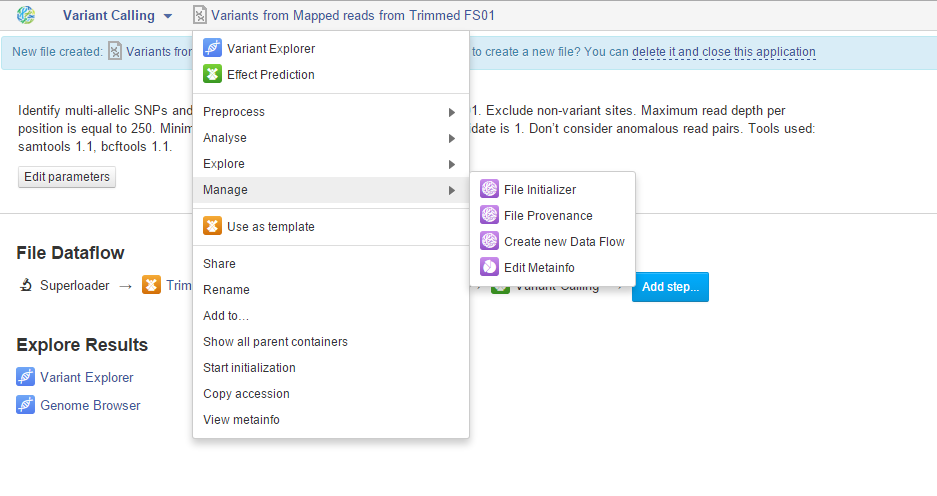 Variant Calling Variants from Mapped reads from Trimmed FS01
New file created: Variants from to create a new file? You can delete it and close this application
Variant Explorer
Effect Prediction
Identify multi-allelic SNPs and 1. Exclude non-variant sites. Maximum read depth per
position is equal to 250. Minim date is 1. Don't consider anomalous read pairs. Tools used:
samtools 1.1, bcftools 1.1.
Edit parameters
Preprocess
Analyse
Explore
Manage
File Initializer
File Provenance
Create new Data Flow
Edit Metainfo
Use as template
File Dataflow
Superloader → Trim Variant Calling → Add step...
Share
Rename
Add to...
Show all parent containers
Start initialization
Copy accession
View metainfo
Explore Results
Variant Explorer
Genome Browser